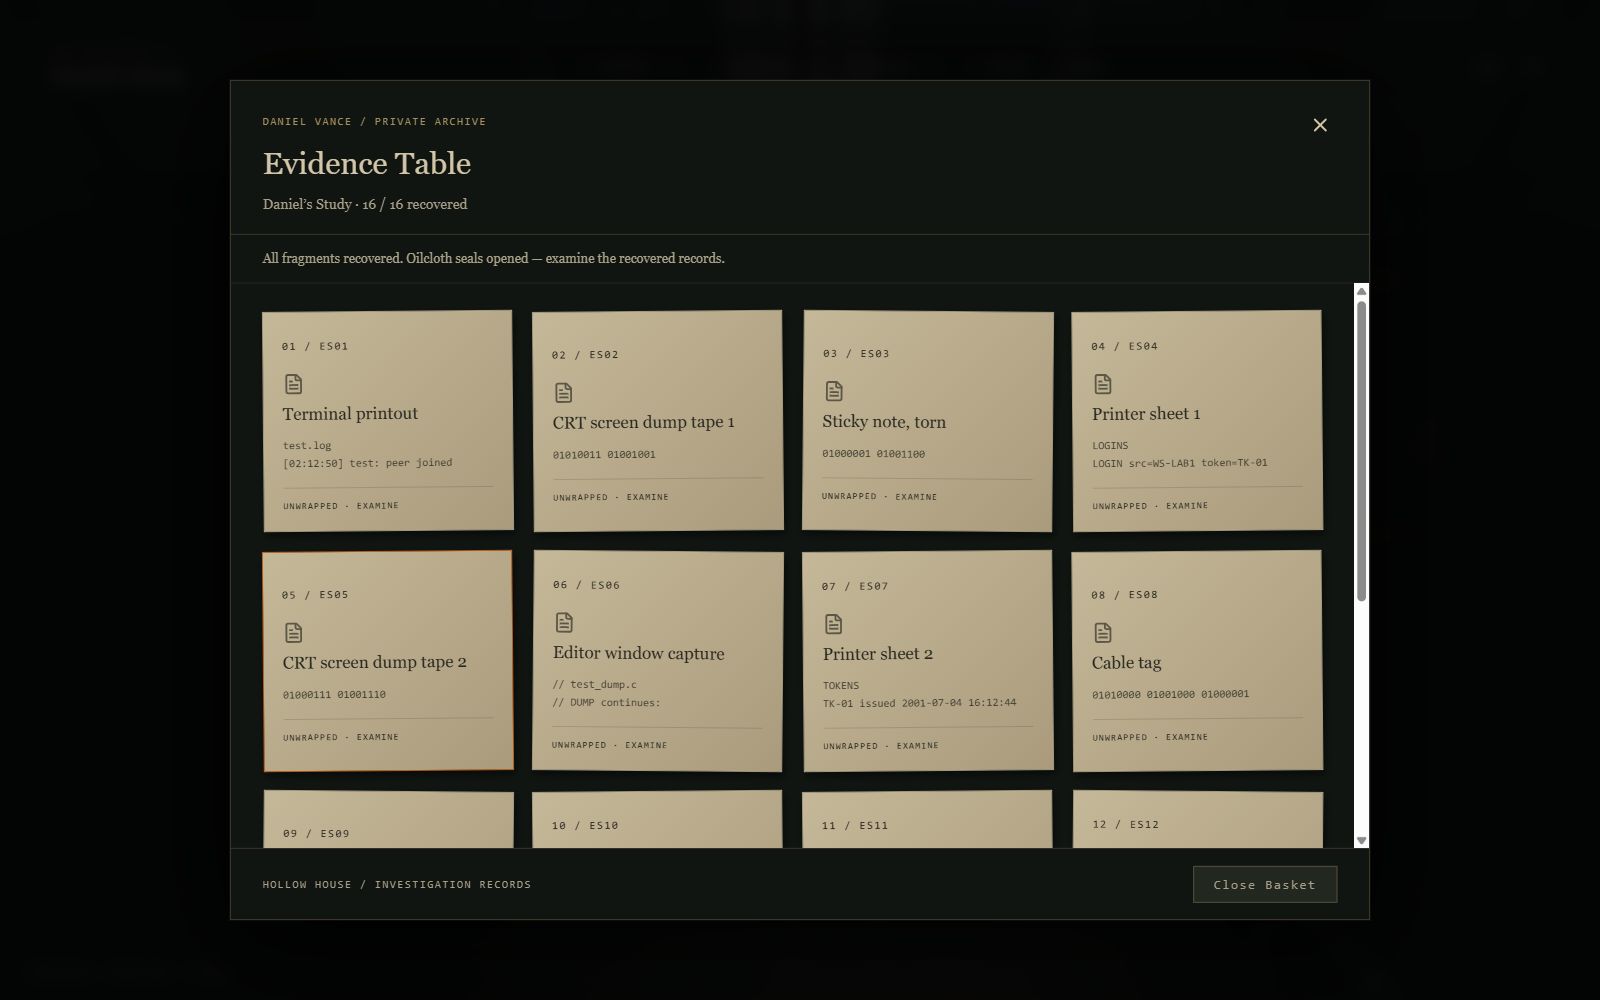 DANIEL VANCE / PRIVATE ARCHIVE
Evidence Table
Daniel’s Study · 16 / 16 recovered
All fragments recovered. Oilcloth seals opened — examine the recovered records.
01 / ES01
Terminal printout
test.log
[02:12:50] test: peer joined
UNWRAPPED · EXAMINE
02 / ES02
CRT screen dump tape 1
01010011 01001001
UNWRAPPED · EXAMINE
03 / ES03
Sticky note, torn
01000001 01001100
UNWRAPPED · EXAMINE
04 / ES04
Printer sheet 1
LOGINS
LOGIN src=WS-LAB1 token=TK-01
UNWRAPPED · EXAMINE
05 / ES05
CRT screen dump tape 2
01000111 01001110
UNWRAPPED · EXAMINE
06 / ES06
Editor window capture
// test_dump.c
// DUMP continues:
UNWRAPPED · EXAMINE
07 / ES07
Printer sheet 2
TOKENS
TK-01 issued 2001-07-04 16:12:44
UNWRAPPED · EXAMINE
08 / ES08
Cable tag
01010000 01001000 01000001
UNWRAPPED · EXAMINE
09 / ES09
10 / ES10
11 / ES11
12 / ES12
HOLLOW HOUSE / INVESTIGATION RECORDS
Close Basket